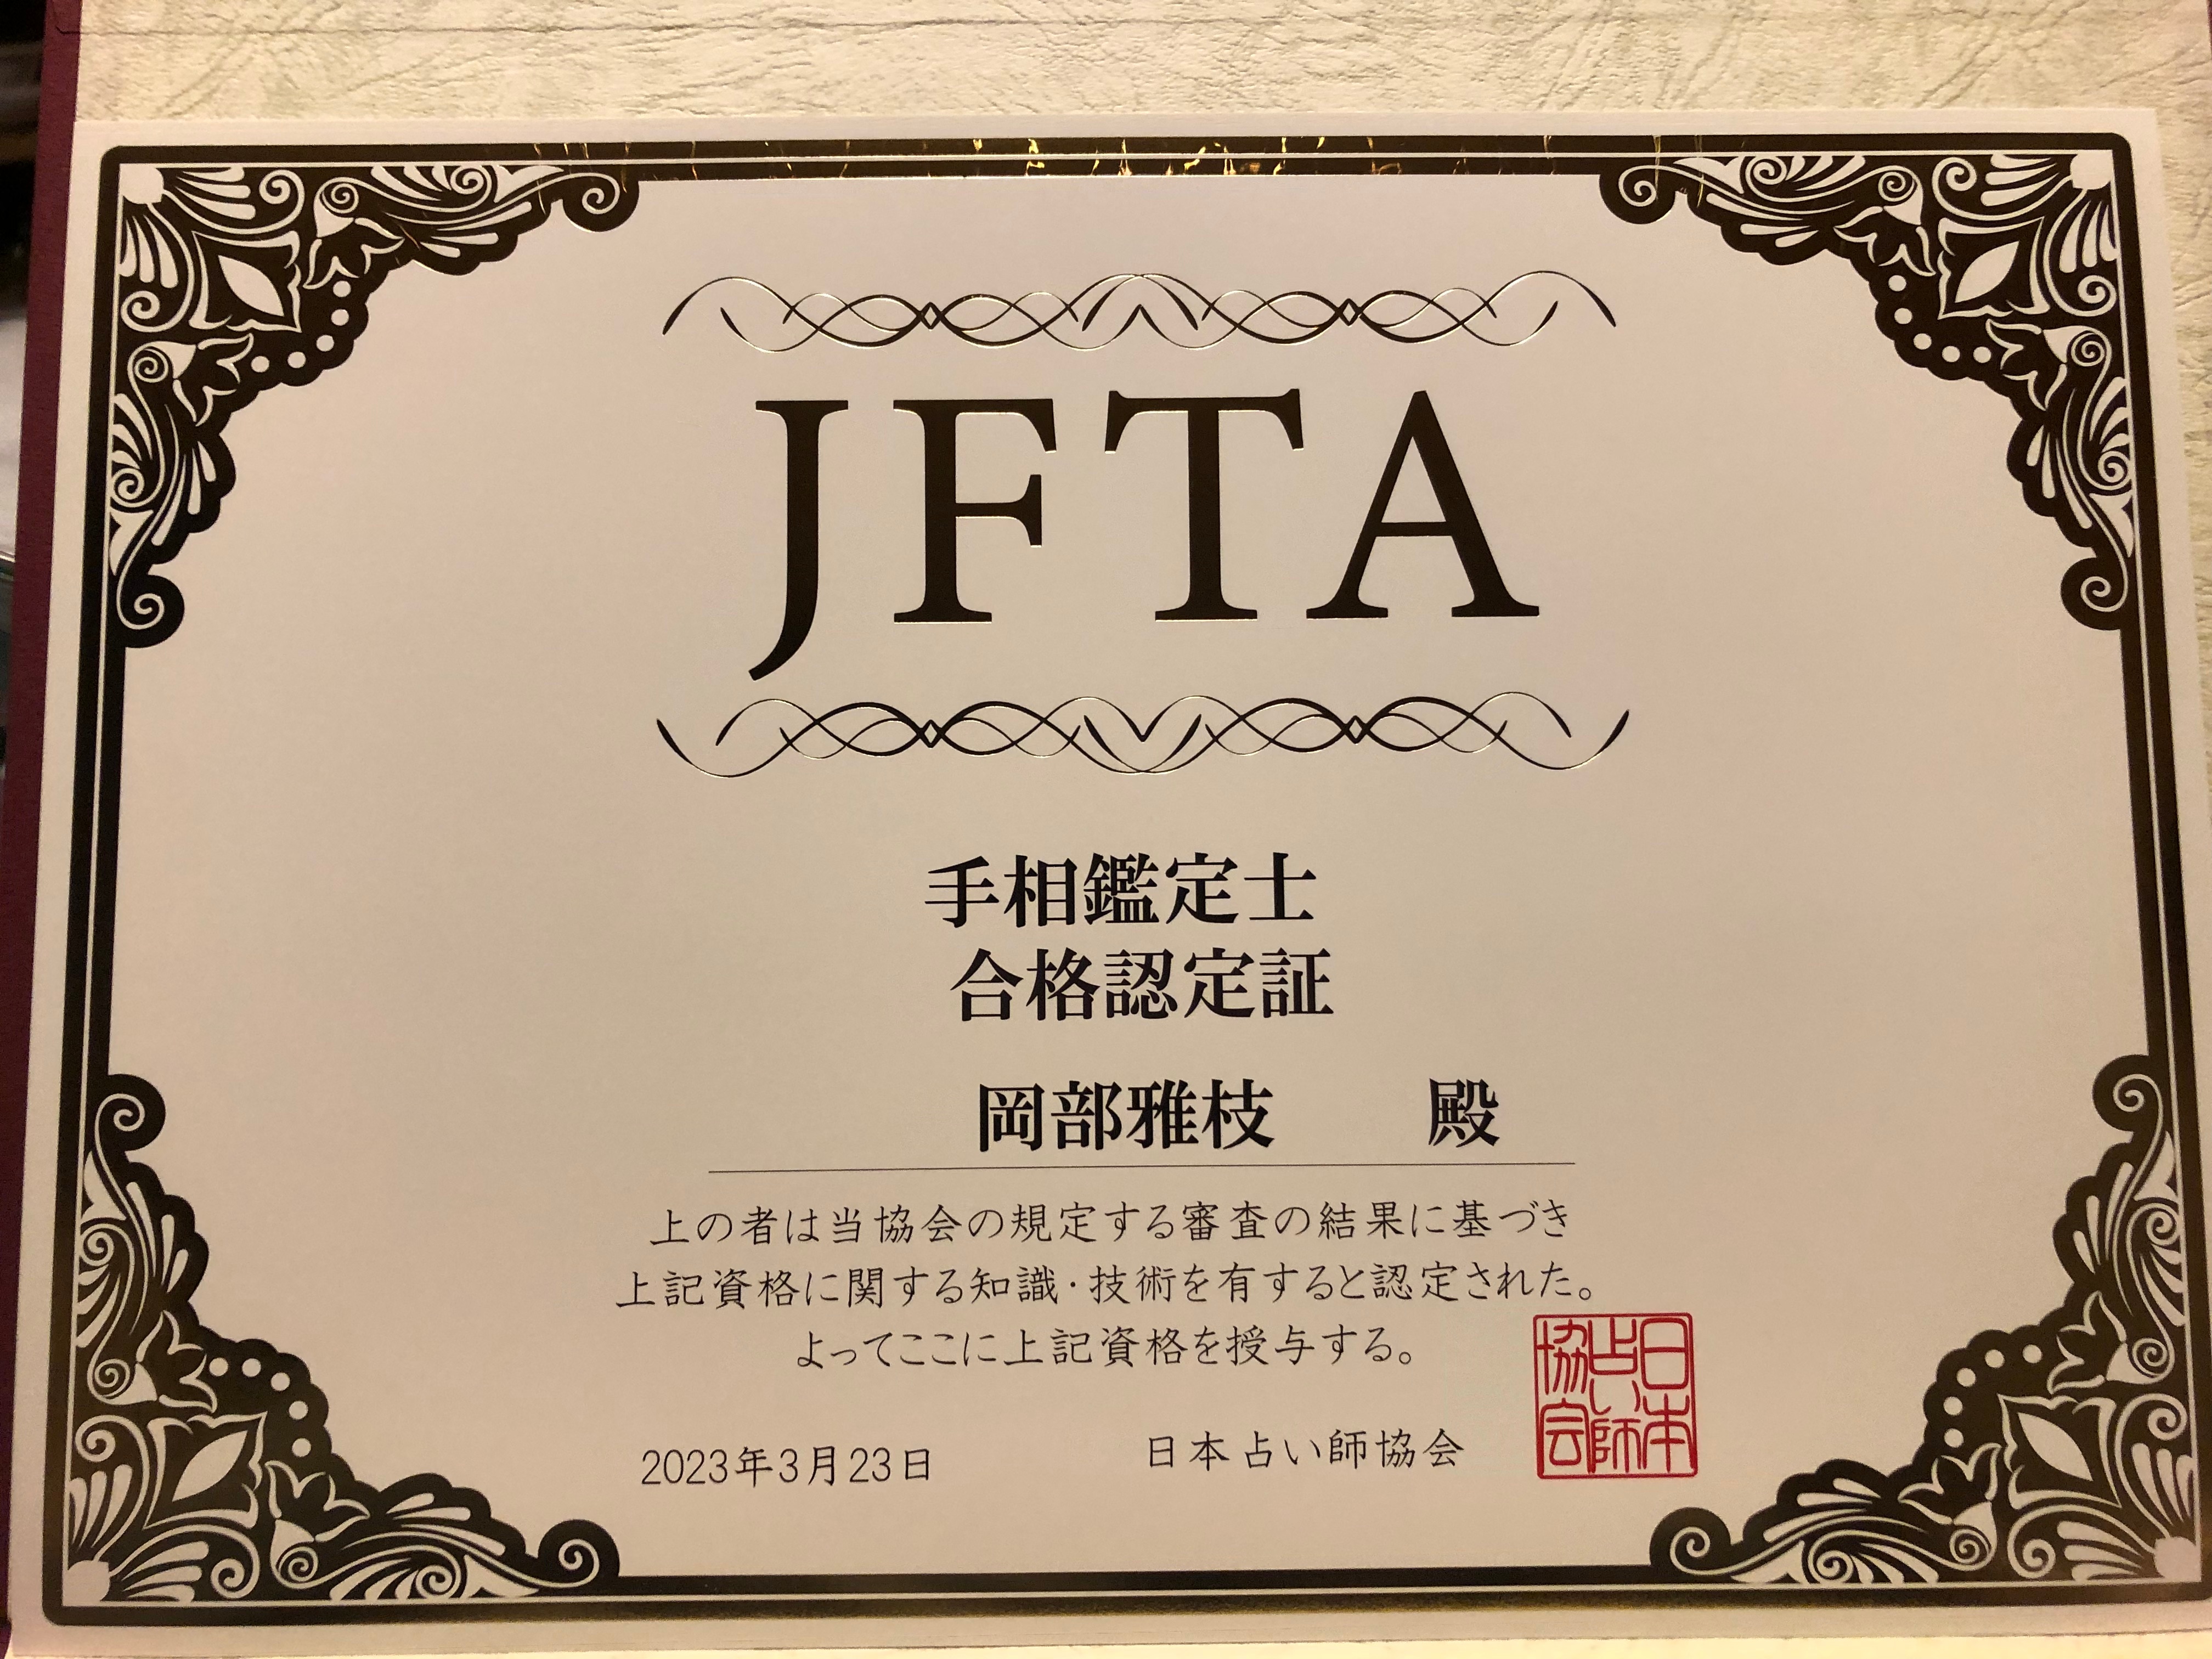 JFTA
手相鑑定士
合格認定証
岡部雅枝　殿
上の者は当協会の規定する審査の結果に基づき
上記資格に関する知識・技術を有すると認定された。
よってここに上記資格を授与する。
2023年3月23日
日本占い師協会
日本占い師協会